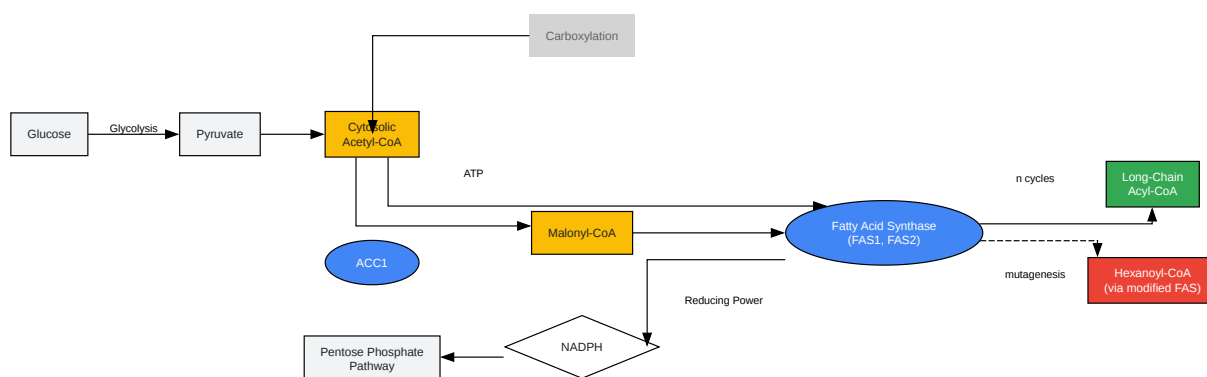 Carboxylation
Glucose
Glycolysis
Pyruvate
Cytosolic
Acetyl-CoA
ATP
n cycles
Long-Chain
Acyl-CoA
Malonyl-CoA
Fatty Acid Synthase
(FAS1, FAS2)
ACC1
mutagenesis
Hexanoyl-CoA
(via modified FAS)
Reducing Power
NADPH
Pentose Phosphate
Pathway